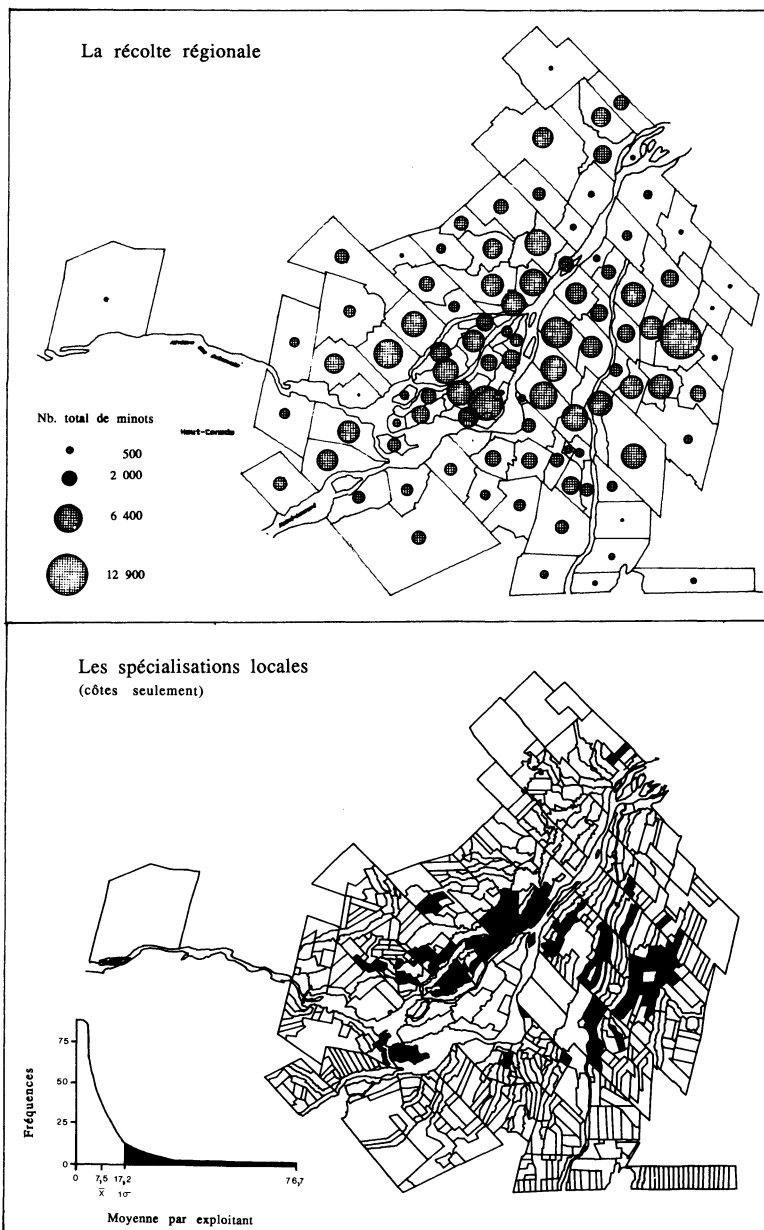 La récolte régionale
Nb. total de minots
500
2 000
6 400
12 900
Haut-Canada
Les spécialisations locales
(côtes seulement)
Fréquences
75
50
25
0
0 7,5 17,2 76,7
X̄ 1σ
Moyenne par exploitant